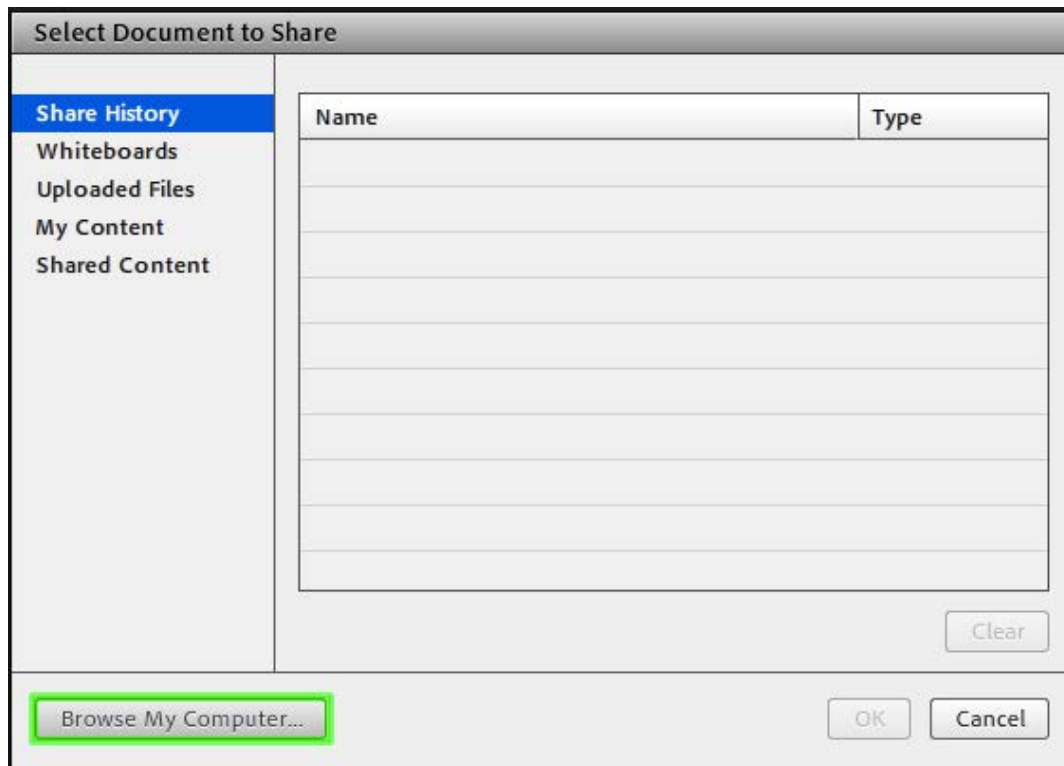 Select Document to Share
Share History
Whiteboards
Uploaded Files
My Content
Shared Content
Name
Type
Clear
Browse My Computer...
OK
Cancel